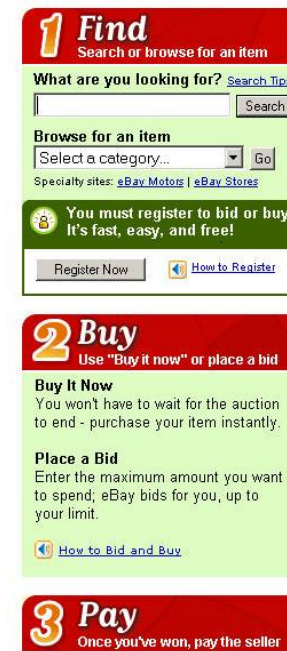 1 Find
Search or browse for an item
What are you looking for? Search Tips
Search
Browse for an item
Select a category... Go
Specialty sites: eBay Motors | eBay Stores
You must register to bid or buy
It's fast, easy, and free!
Register Now How to Register
2 Buy
Use "Buy it now" or place a bid
Buy It Now
You won't have to wait for the auction
to end - purchase your item instantly.
Place a Bid
Enter the maximum amount you want
to spend; eBay bids for you, up to
your limit.
How to Bid and Buy
3 Pay
Once you've won, pay the seller